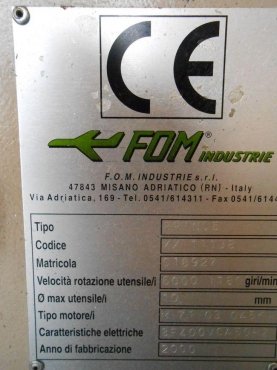 CE
FOM® INDUSTRIE
F.O.M. INDUSTRIE s.r.l.
47843 MISANO ADRIATICO (RN) - Italy
Via Adriatica, 169 - Tel. 0541/614311 - Fax 0541/614
Tipo
Codice
Matricola
Velocità rotazione utensile/i giri/min
Ø max utensile/i mm
Tipo motore/i
Caratteristiche elettriche
Anno di fabbricazione 2000